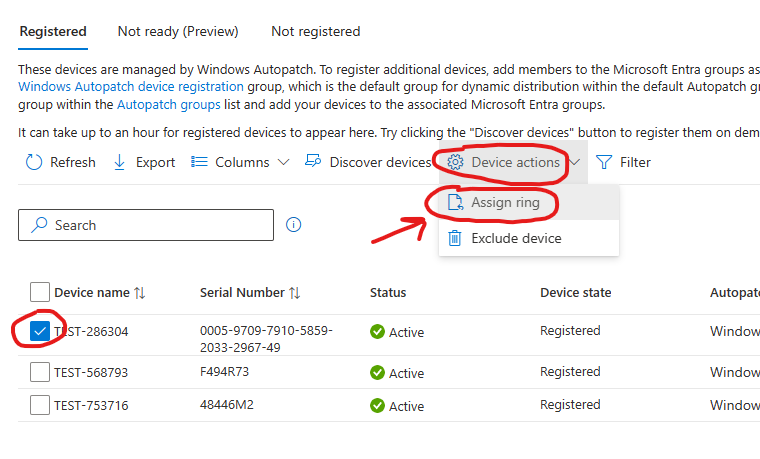 Registered Not ready (Preview) Not registered
These devices are managed by Windows Autopatch. To register additional devices, add members to the Microsoft Entra groups as
Windows Autopatch device registration group, which is the default group for dynamic distribution within the default Autopatch g
group within the Autopatch groups list and add your devices to the associated Microsoft Entra groups.
It can take up to an hour for registered devices to appear here. Try clicking the "Discover devices" button to register them on dem
Refresh Export Columns Discover devices Device actions Filter
Assign ring
Search
Exclude device
Device name Serial Number Status Device state Autopa
TEST-286304 0005-9709-7910-5859- Active Registered Window
2033-2967-49
TEST-568793 F494R73 Active Registered Window
TEST-753716 48446M2 Active Registered Window